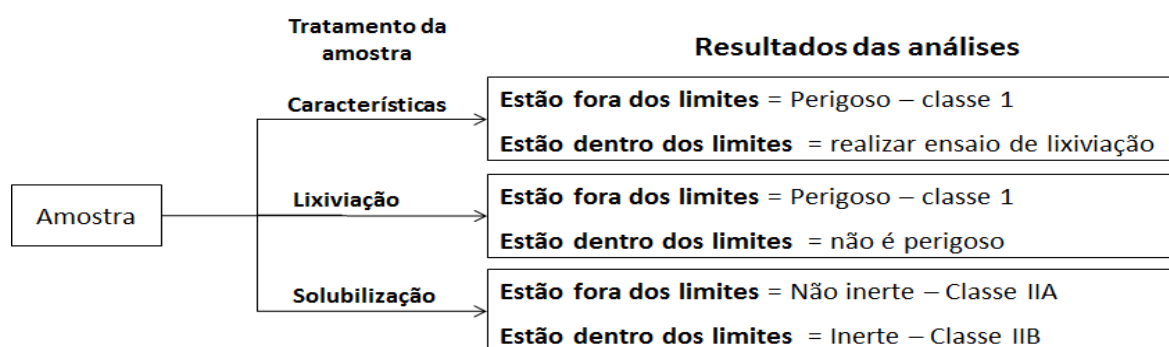 Tratamento da
amostra
Resultados das análises
Características
Estão fora dos limites = Perigoso – classe 1
Estão dentro dos limites = realizar ensaio de lixiviação
Amostra
Lixiviação
Estão fora dos limites = Perigoso – classe 1
Estão dentro dos limites = não é perigoso
Solubilização
Estão fora dos limites = Não inerte – Classe IIA
Estão dentro dos limites = Inerte – Classe IIB